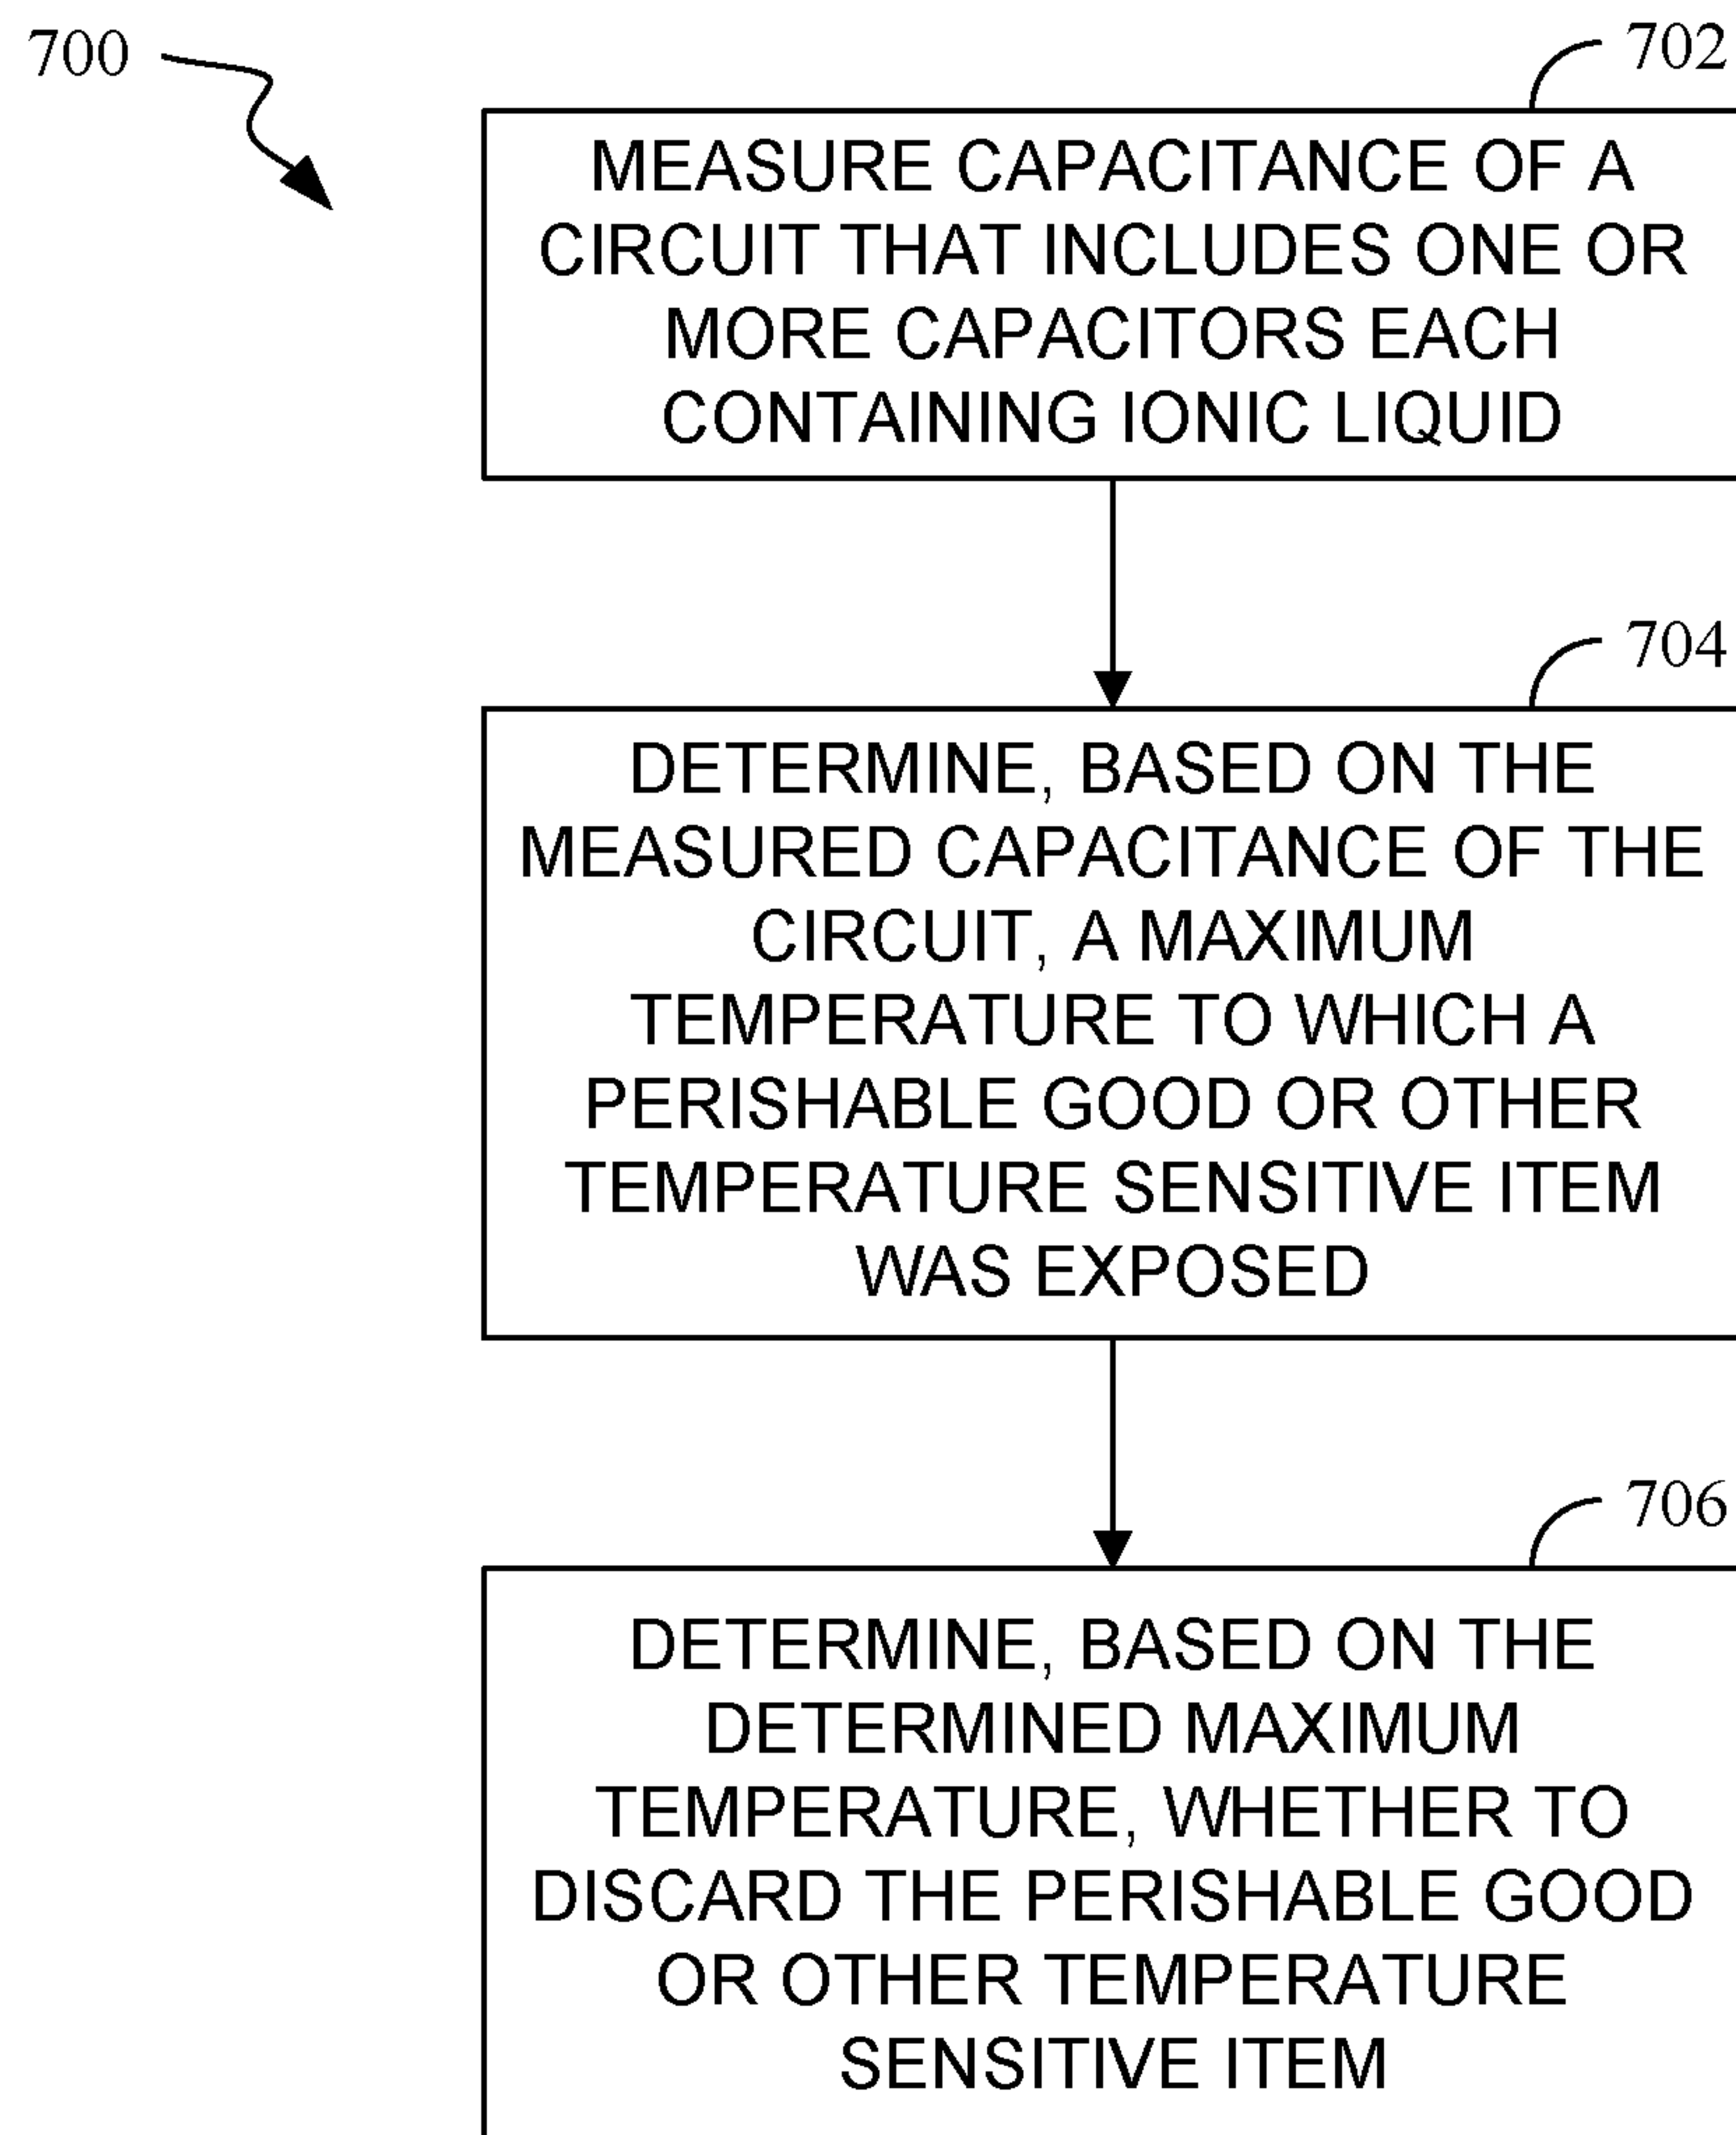 700
702
MEASURE CAPACITANCE OF A
CIRCUIT THAT INCLUDES ONE OR
MORE CAPACITORS EACH
CONTAINING IONIC LIQUID
704
DETERMINE, BASED ON THE
MEASURED CAPACITANCE OF THE
CIRCUIT, A MAXIMUM
TEMPERATURE TO WHICH A
PERISHABLE GOOD OR OTHER
TEMPERATURE SENSITIVE ITEM
WAS EXPOSED
706
DETERMINE, BASED ON THE
DETERMINED MAXIMUM
TEMPERATURE, WHETHER TO
DISCARD THE PERISHABLE GOOD
OR OTHER TEMPERATURE
SENSITIVE ITEM